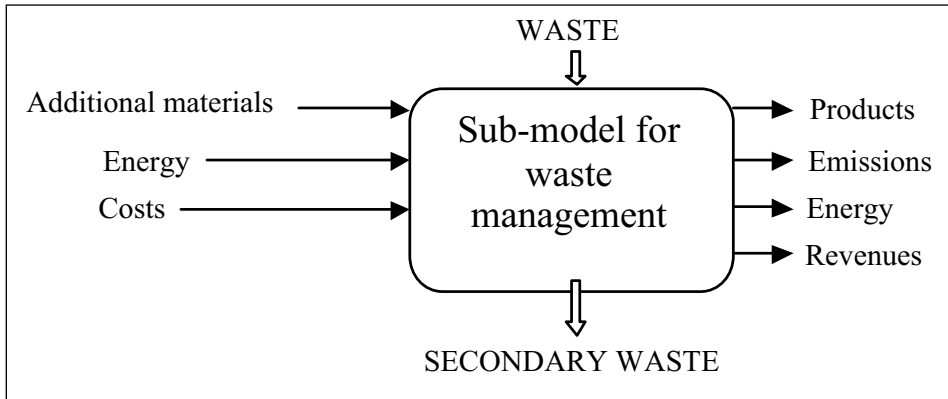 WASTE
Additional materials
Energy
Costs
Sub-model for
waste
management
Products
Emissions
Energy
Revenues
SECONDARY WASTE